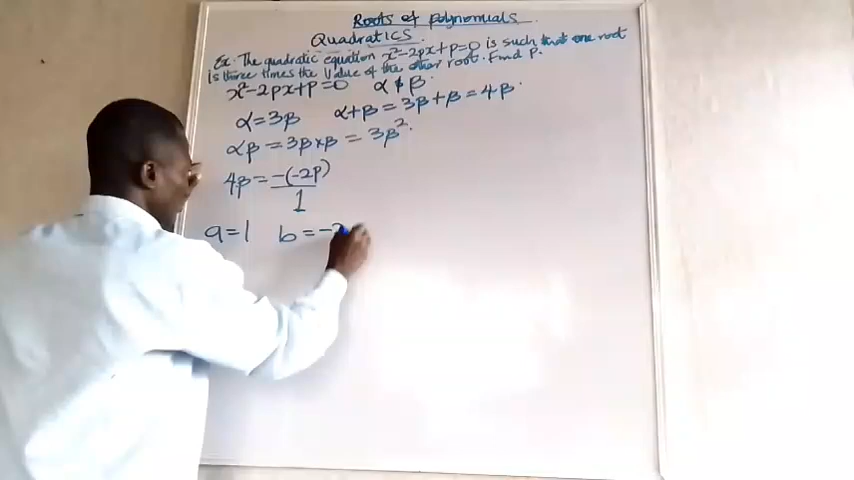 Roots of polynomials
Quadratics
Ex: The quadratic equation x²-2px+p=0 is such that one root
is three times the value of the other root. Find p.
x²-2px+p=0 α & β
α=3β α+β=3β+β=4β.
αβ=3β×β=3β².
4β=-(-2p)/1
a=1 b=-2